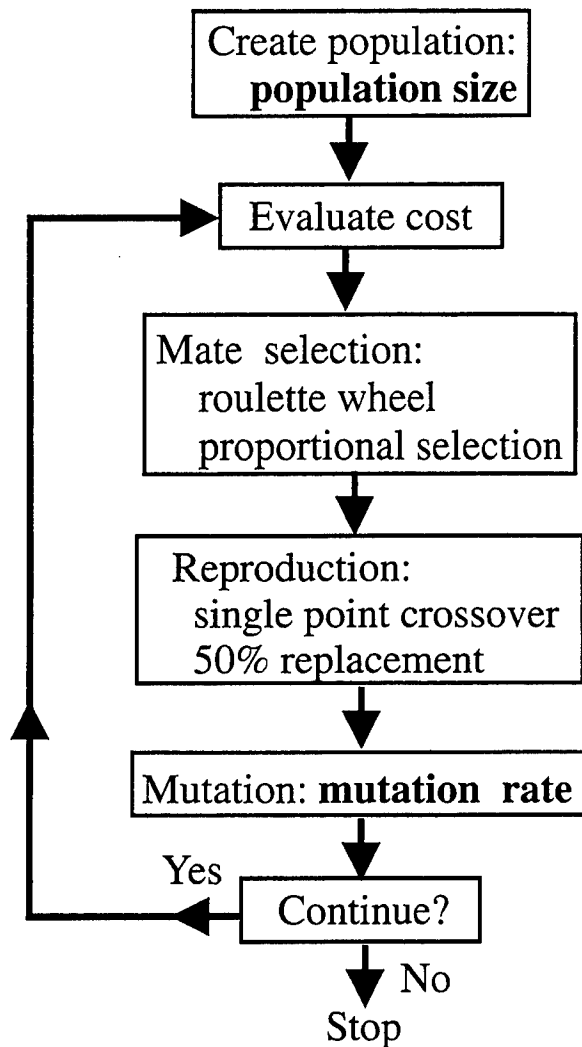 Create population:
population size
Evaluate cost
Mate selection:
roulette wheel
proportional selection
Reproduction:
single point crossover
50% replacement
Mutation: mutation rate
Yes
Continue?
No
Stop